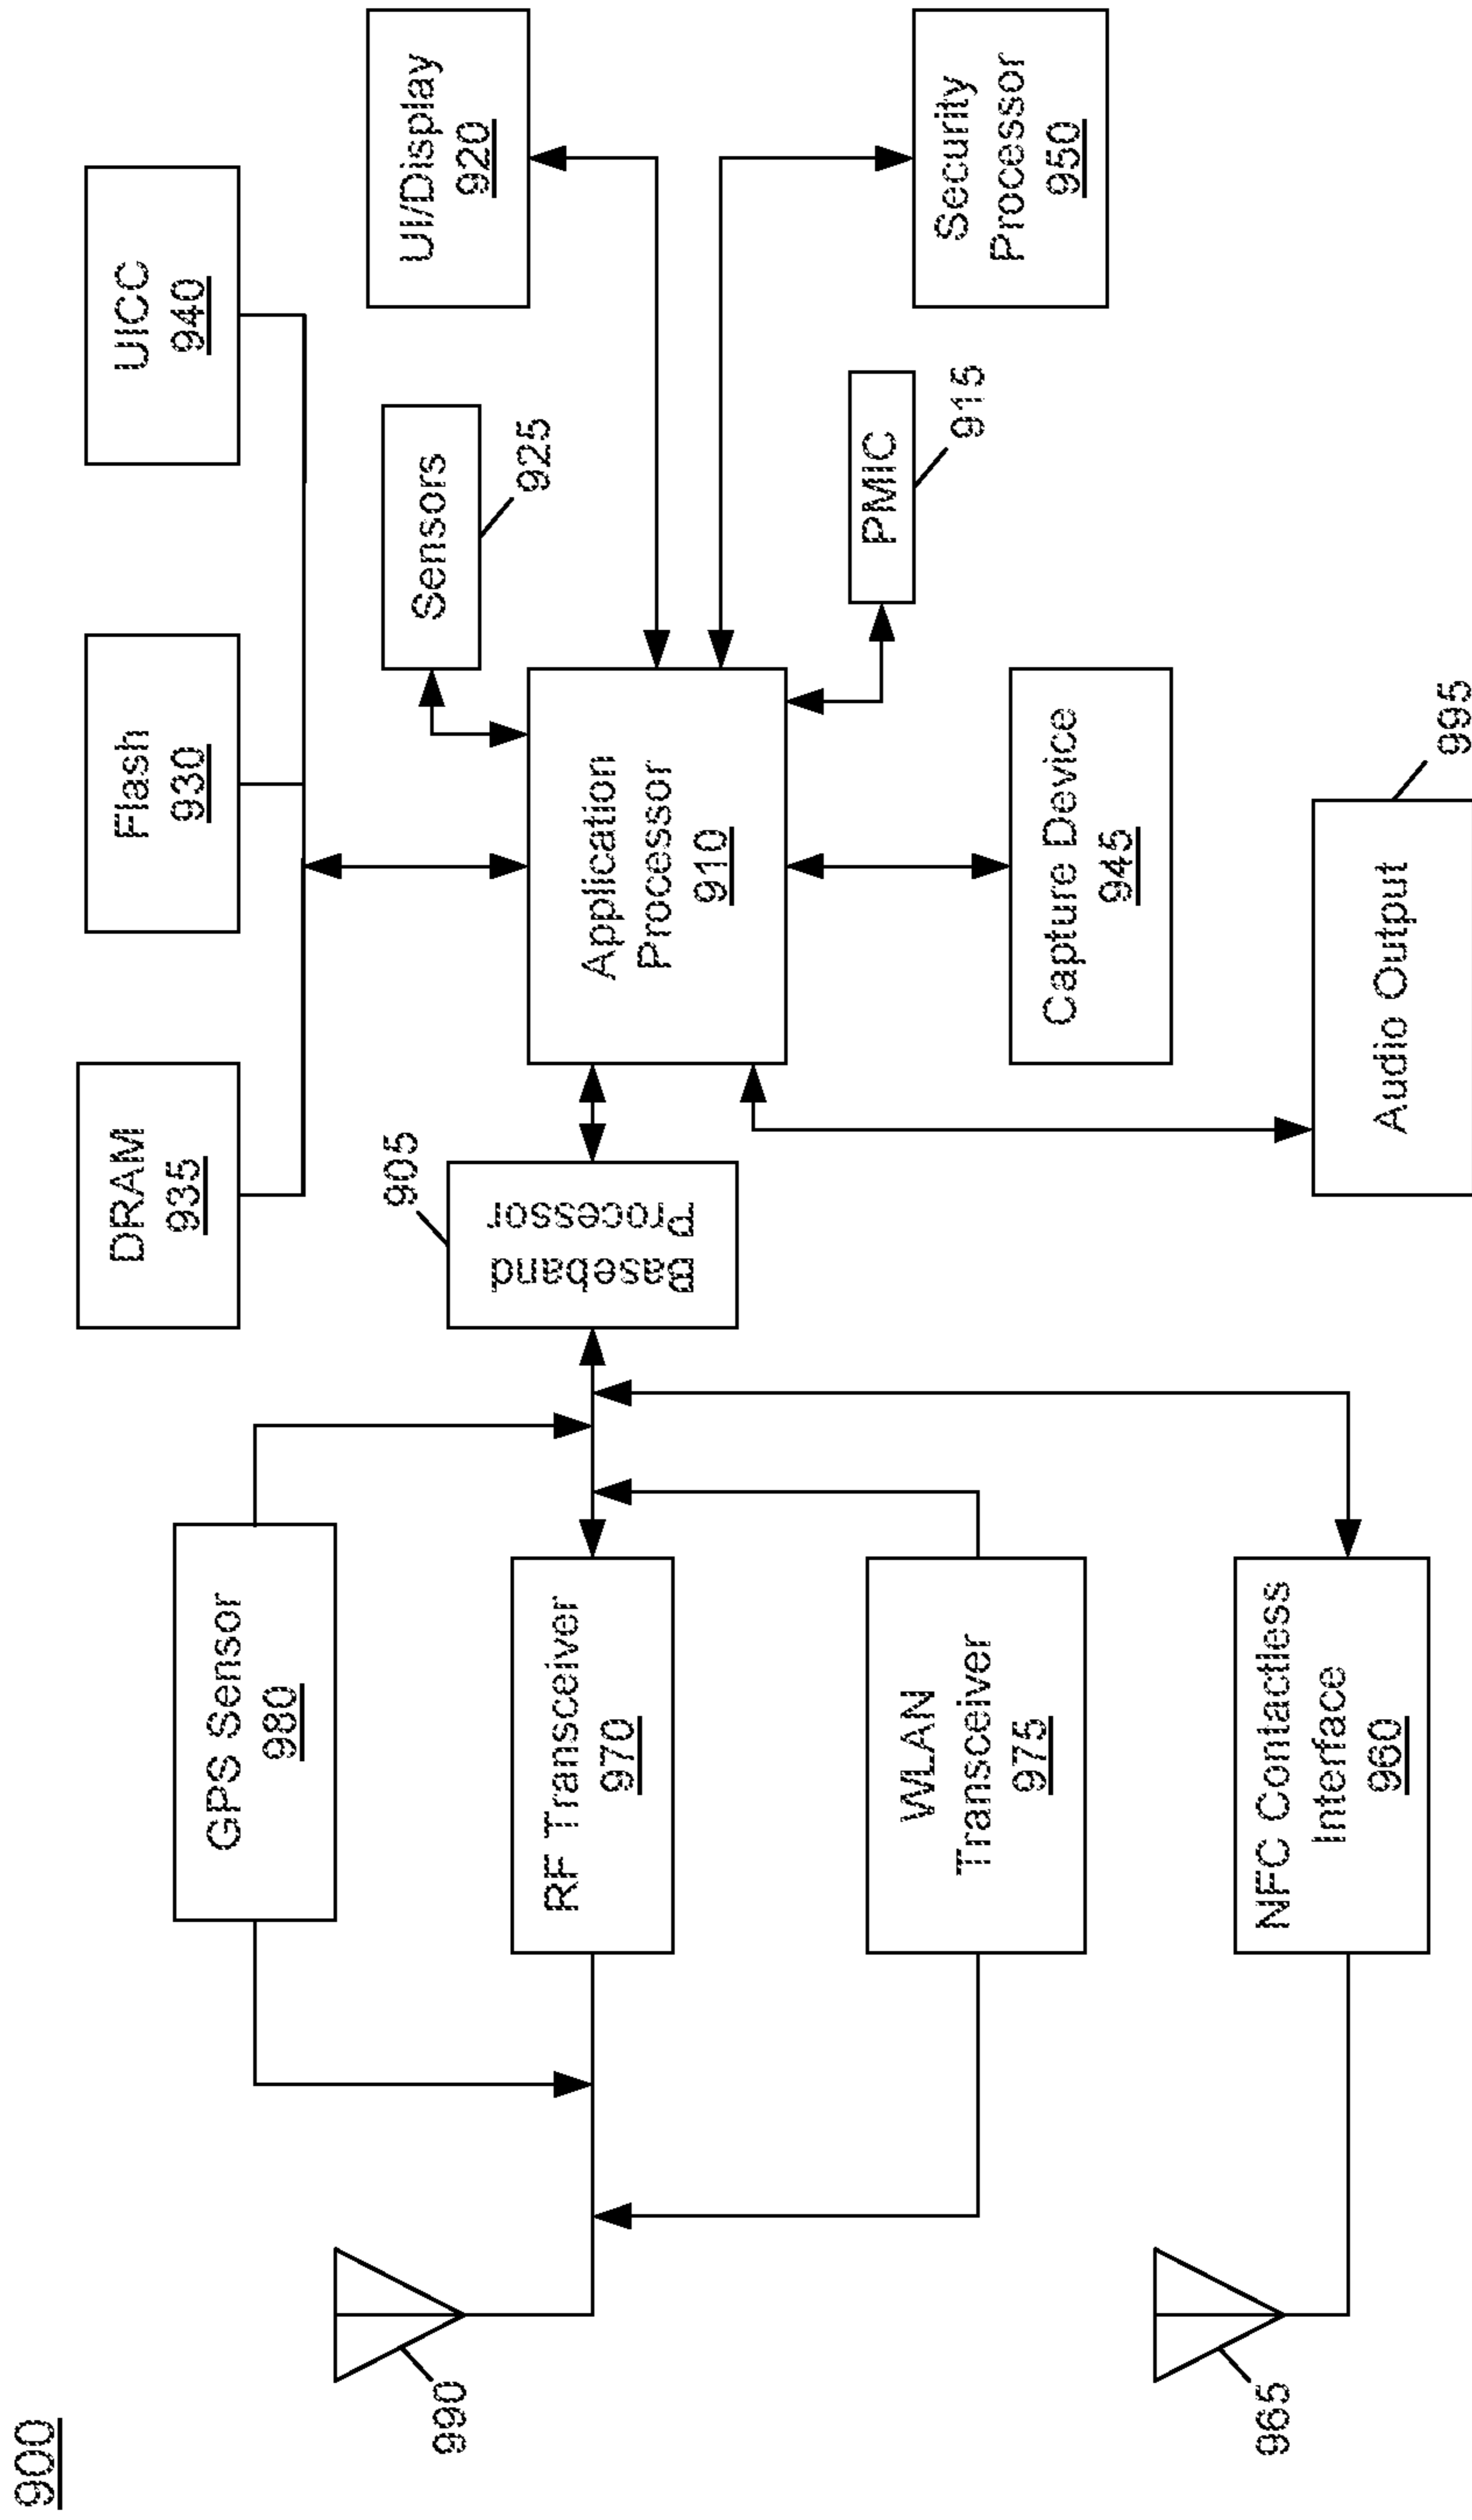 900
DRAM
935
Flash
930
UICC
940
GPS Sensor
980
905
Sensors
925
UI/Display
920
990
RF Transceiver
970
Baseband
Processor
Application
Processor
910
WLAN
Transceiver
975
PMIC
915
Security
Processor
950
Capture Device
945
965
NFC Contactless
Interface
960
Audio Output
995